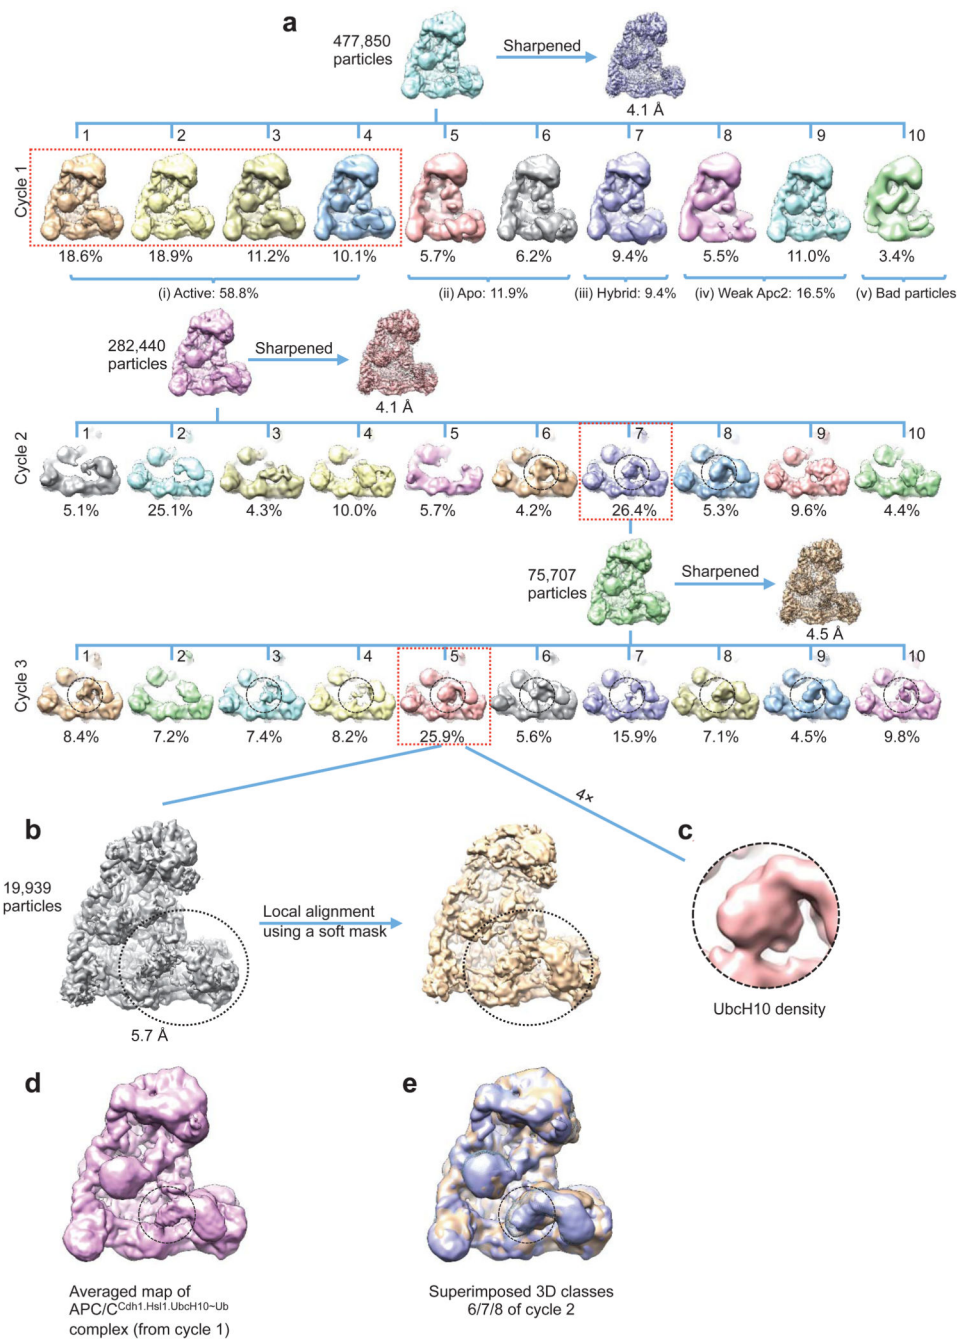 a
477,850
particles
Sharpened
4.1 Å
Cycle 1
1 2 3 4 5 6 7 8 9 10
18.6% 18.9% 11.2% 10.1% 5.7% 6.2% 9.4% 5.5% 11.0% 3.4%
(i) Active: 58.8% (ii) Apo: 11.9% (iii) Hybrid: 9.4% (iv) Weak Apc2: 16.5% (v) Bad particles
282,440
particles
Sharpened
4.1 Å
Cycle 2
1 2 3 4 5 6 7 8 9 10
5.1% 25.1% 4.3% 10.0% 5.7% 4.2% 26.4% 5.3% 9.6% 4.4%
75,707
particles
Sharpened
4.5 Å
Cycle 3
1 2 3 4 5 6 7 8 9 10
8.4% 7.2% 7.4% 8.2% 25.9% 5.6% 15.9% 7.1% 4.5% 9.8%
b
19,939
particles
5.7 Å
Local alignment
using a soft mask
4×
c
UbcH10 density
d
Averaged map of
APC/CCdh1.Hsl1.UbcH10~Ub
complex (from cycle 1)
e
Superimposed 3D classes
6/7/8 of cycle 2